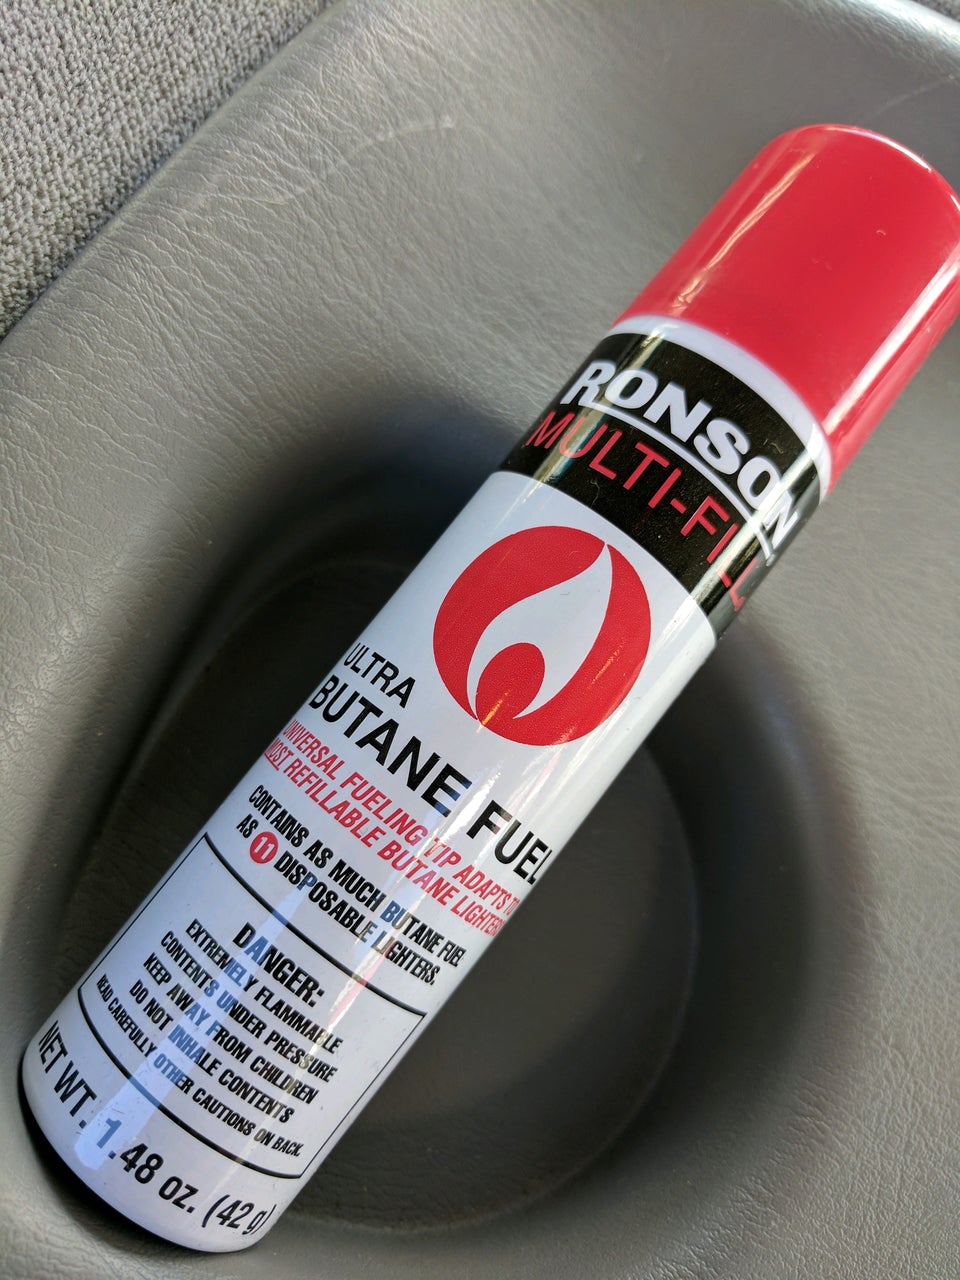 RONSON
MULTI-FILL
ULTRA
BUTANE FUEL
UNIVERSAL FUELING TIP ADAPTS TO
MOST REFILLABLE BUTANE LIGHTERS
CONTAINS AS MUCH BUTANE FUEL
AS 11 DISPOSABLE LIGHTERS.
DANGER:
EXTREMELY FLAMMABLE
CONTENTS UNDER PRESSURE
KEEP AWAY FROM CHILDREN
DO NOT INHALE CONTENTS
READ CAREFULLY OTHER CAUTIONS ON BACK.
NET WT. 1.48 oz. (42 g)